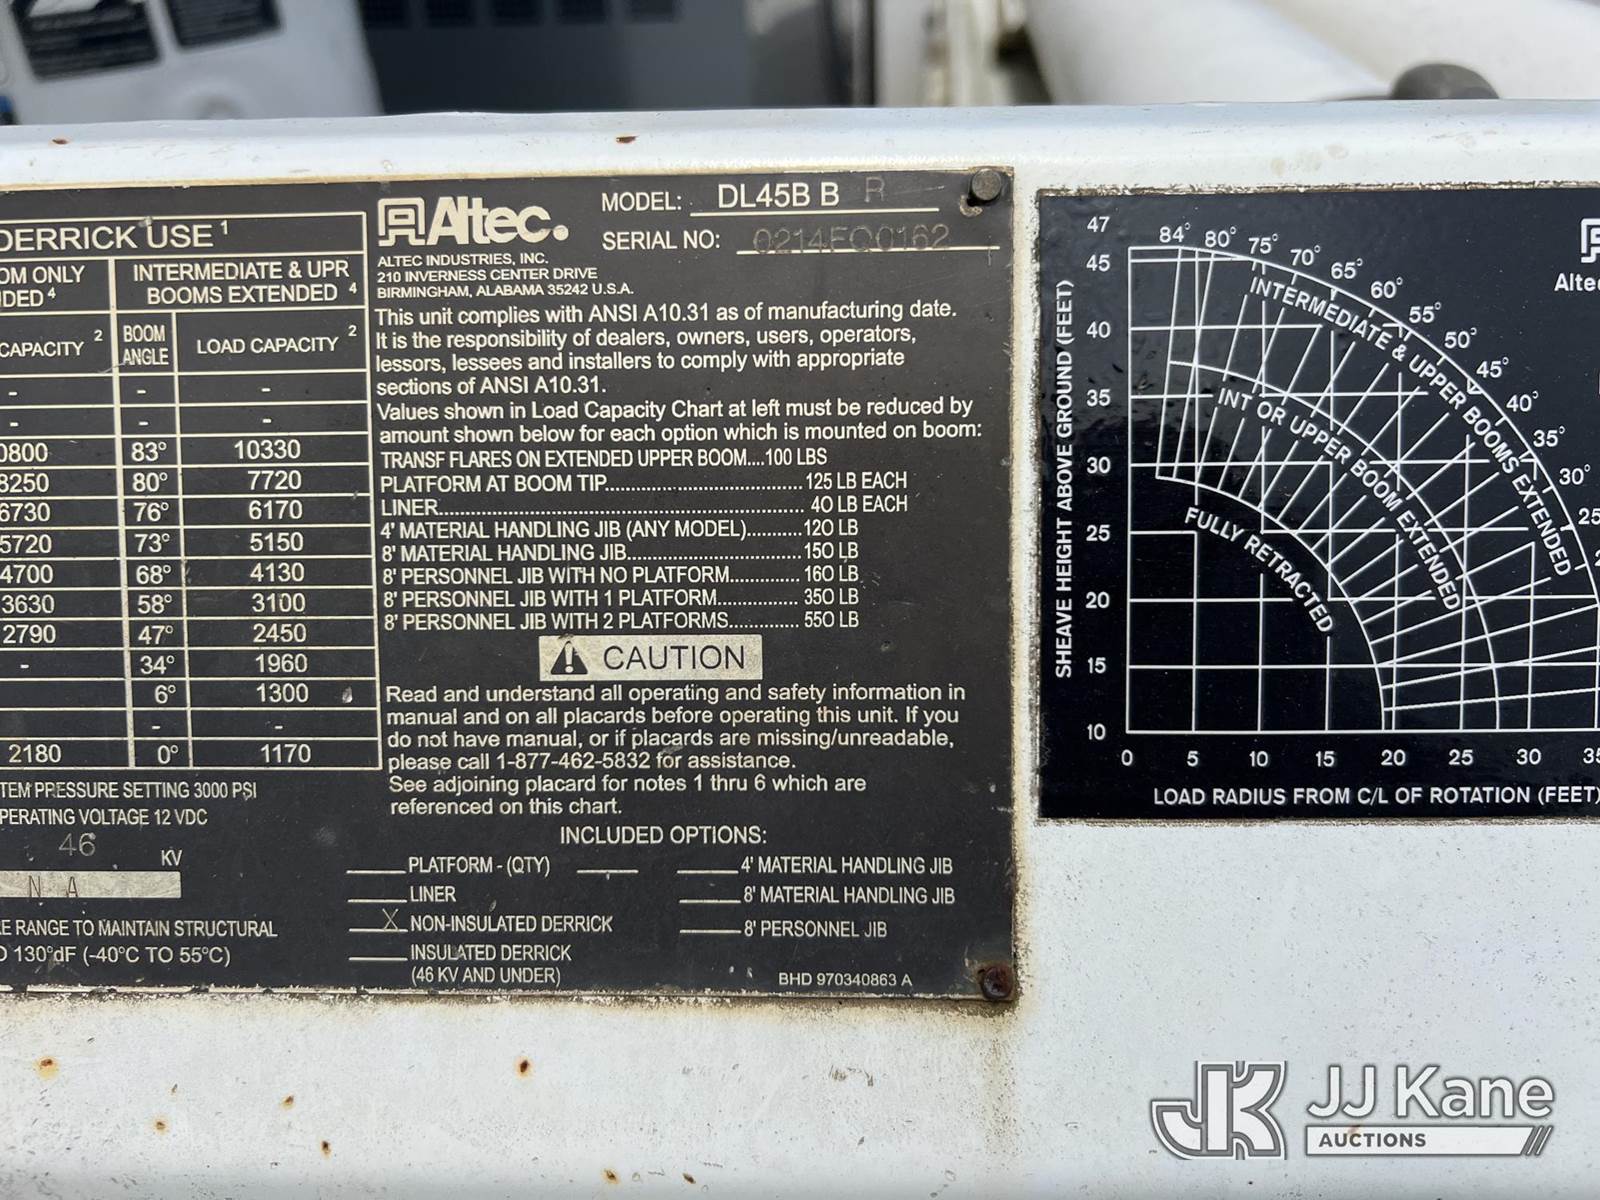 DERRICK USE 1
OM ONLY
DED 4
INTERMEDIATE & UPR
BOOMS EXTENDED 4
CAPACITY 2
BOOM
ANGLE
LOAD CAPACITY 2
- - -
- - -
0800 83° 10330
8250 80° 7720
6730 76° 6170
5720 73° 5150
4700 68° 4130
3630 58° 3100
2790 47° 2450
- 34° 1960
6° 1300
- -
2180 0° 1170
TEM PRESSURE SETTING 3000 PSI
PERATING VOLTAGE 12 VDC
46 KV
N A
E RANGE TO MAINTAIN STRUCTURAL
O 130°dF (-40°C TO 55°C)
Altec.
MODEL: DL45B B R
SERIAL NO: 0214FQ0162
ALTEC INDUSTRIES, INC.
210 INVERNESS CENTER DRIVE
BIRMINGHAM, ALABAMA 35242 U.S.A.
This unit complies with ANSI A10.31 as of manufacturing date.
It is the responsibility of dealers, owners, users, operators,
lessors, lessees and installers to comply with appropriate
sections of ANSI A10.31.
Values shown in Load Capacity Chart at left must be reduced by
amount shown below for each option which is mounted on boom:
TRANSF FLARES ON EXTENDED UPPER BOOM....100 LBS
PLATFORM AT BOOM TIP.................................. 125 LB EACH
LINER................................................................ 40 LB EACH
4' MATERIAL HANDLING JIB (ANY MODEL)...........120 LB
8' MATERIAL HANDLING JIB..............................150 LB
8' PERSONNEL JIB WITH NO PLATFORM............ 160 LB
8' PERSONNEL JIB WITH 1 PLATFORM.............. 350 LB
8' PERSONNEL JIB WITH 2 PLATFORMS............ 550 LB
CAUTION
Read and understand all operating and safety information in
manual and on all placards before operating this unit. If you
do not have manual, or if placards are missing/unreadable,
please call 1-877-462-5832 for assistance.
See adjoining placard for notes 1 thru 6 which are
referenced on this chart.
INCLUDED OPTIONS:
PLATFORM - (QTY)
LINER
X NON-INSULATED DERRICK
INSULATED DERRICK
(46 KV AND UNDER)
4' MATERIAL HANDLING JIB
8' MATERIAL HANDLING JIB
8' PERSONNEL JIB
BHD 970340863 A
Alte
SHEAVE HEIGHT ABOVE GROUND (FEET)
47
45
40
35
30
25
20
15
10
84° 80° 75° 70° 65° 60° 55° 50° 45° 40° 35° 30° 25
INTERMEDIATE & UPPER BOOMS EXTENDED
INT OR UPPER BOOM EXTENDED
FULLY RETRACTED
0 5 10 15 20 25 30 35
LOAD RADIUS FROM C/L OF ROTATION (FEET)
JK JJ Kane
AUCTIONS